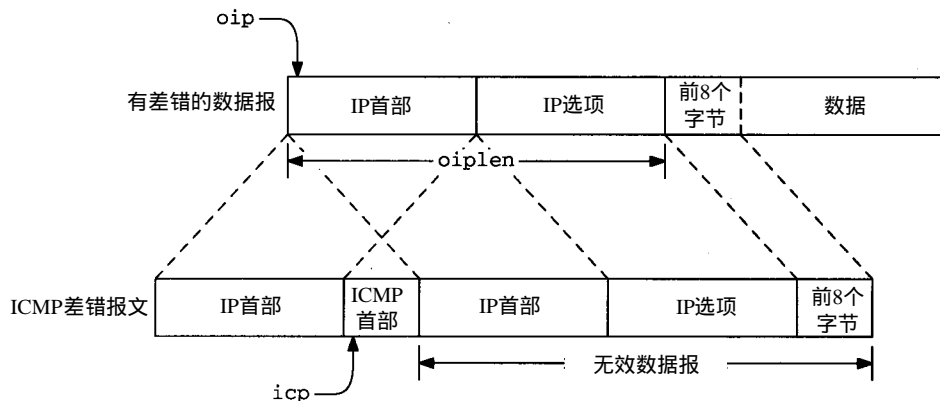 oip
有差错的数据报
IP首部
IP选项
前8个
字节
数据
oiplen
ICMP差错报文
IP首部
ICMP
首部
IP首部
IP选项
前8个
字节
无效数据报
icp